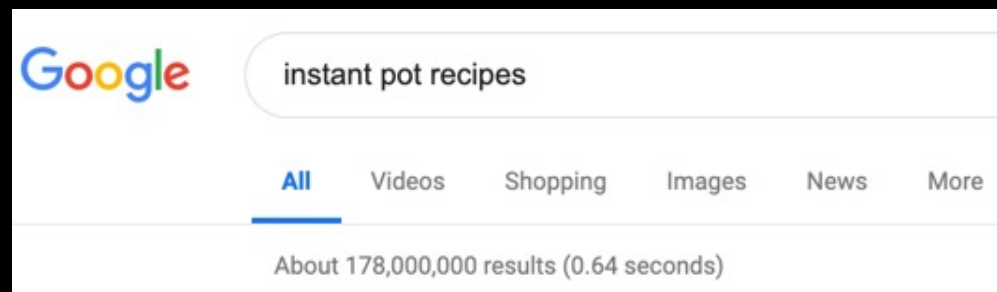 Google instant pot recipes
All Videos Shopping Images News More
About 178,000,000 results (0.64 seconds)